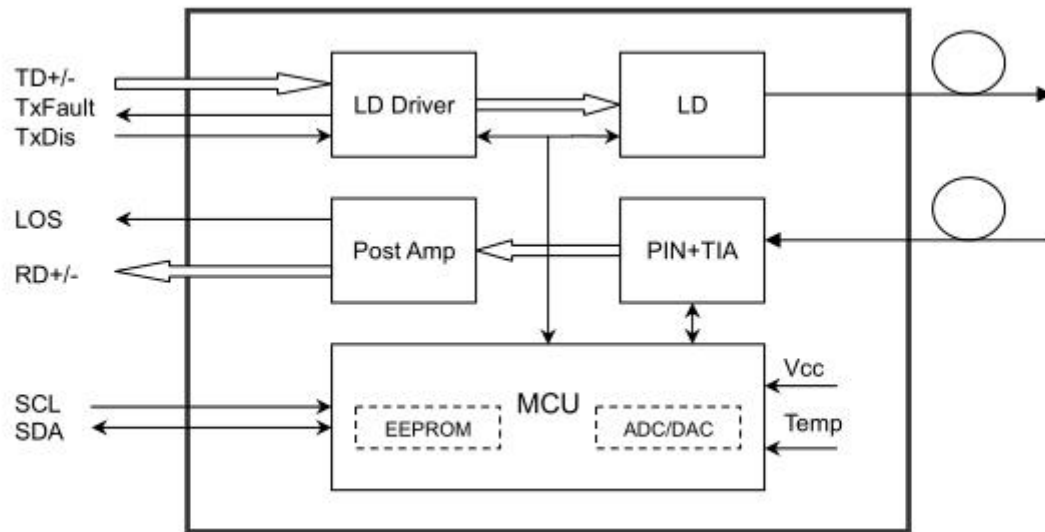 TD+/-
TxFault
TxDis
LD Driver
LD
LOS
RD+/-
Post Amp
PIN+TIA
SCL
SDA
MCU
EEPROM
ADC/DAC
Vcc
Temp